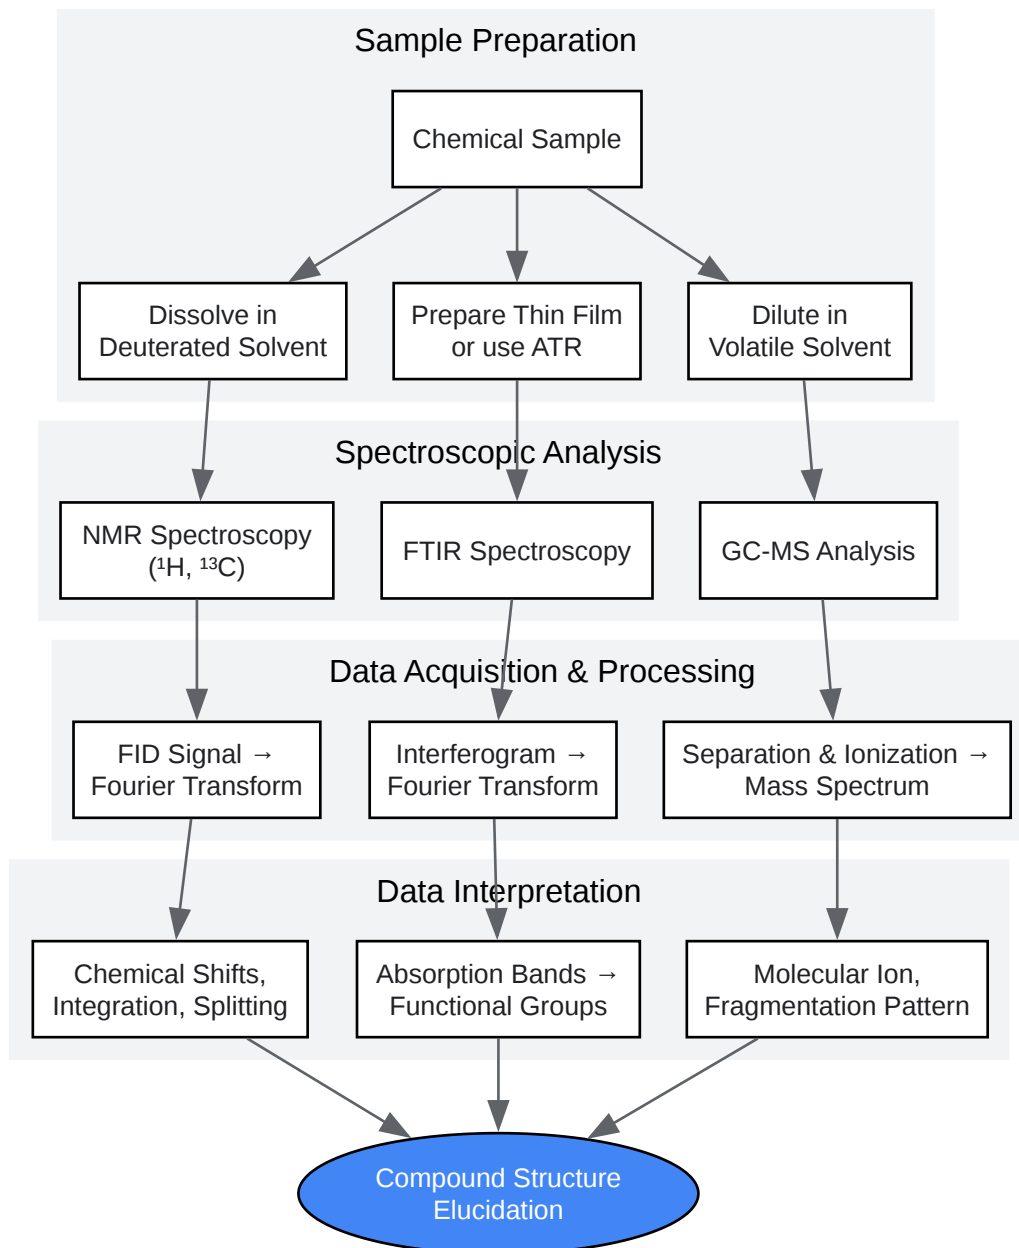 Sample Preparation
Chemical Sample
Dissolve in
Deuterated Solvent
Prepare Thin Film
or use ATR
Dilute in
Volatile Solvent
Spectroscopic Analysis
NMR Spectroscopy
(¹H, ¹³C)
FTIR Spectroscopy
GC-MS Analysis
Data Acquisition & Processing
FID Signal →
Fourier Transform
Interferogram →
Fourier Transform
Separation & Ionization →
Mass Spectrum
Data Interpretation
Chemical Shifts,
Integration, Splitting
Absorption Bands →
Functional Groups
Molecular Ion,
Fragmentation Pattern
Compound Structure
Elucidation